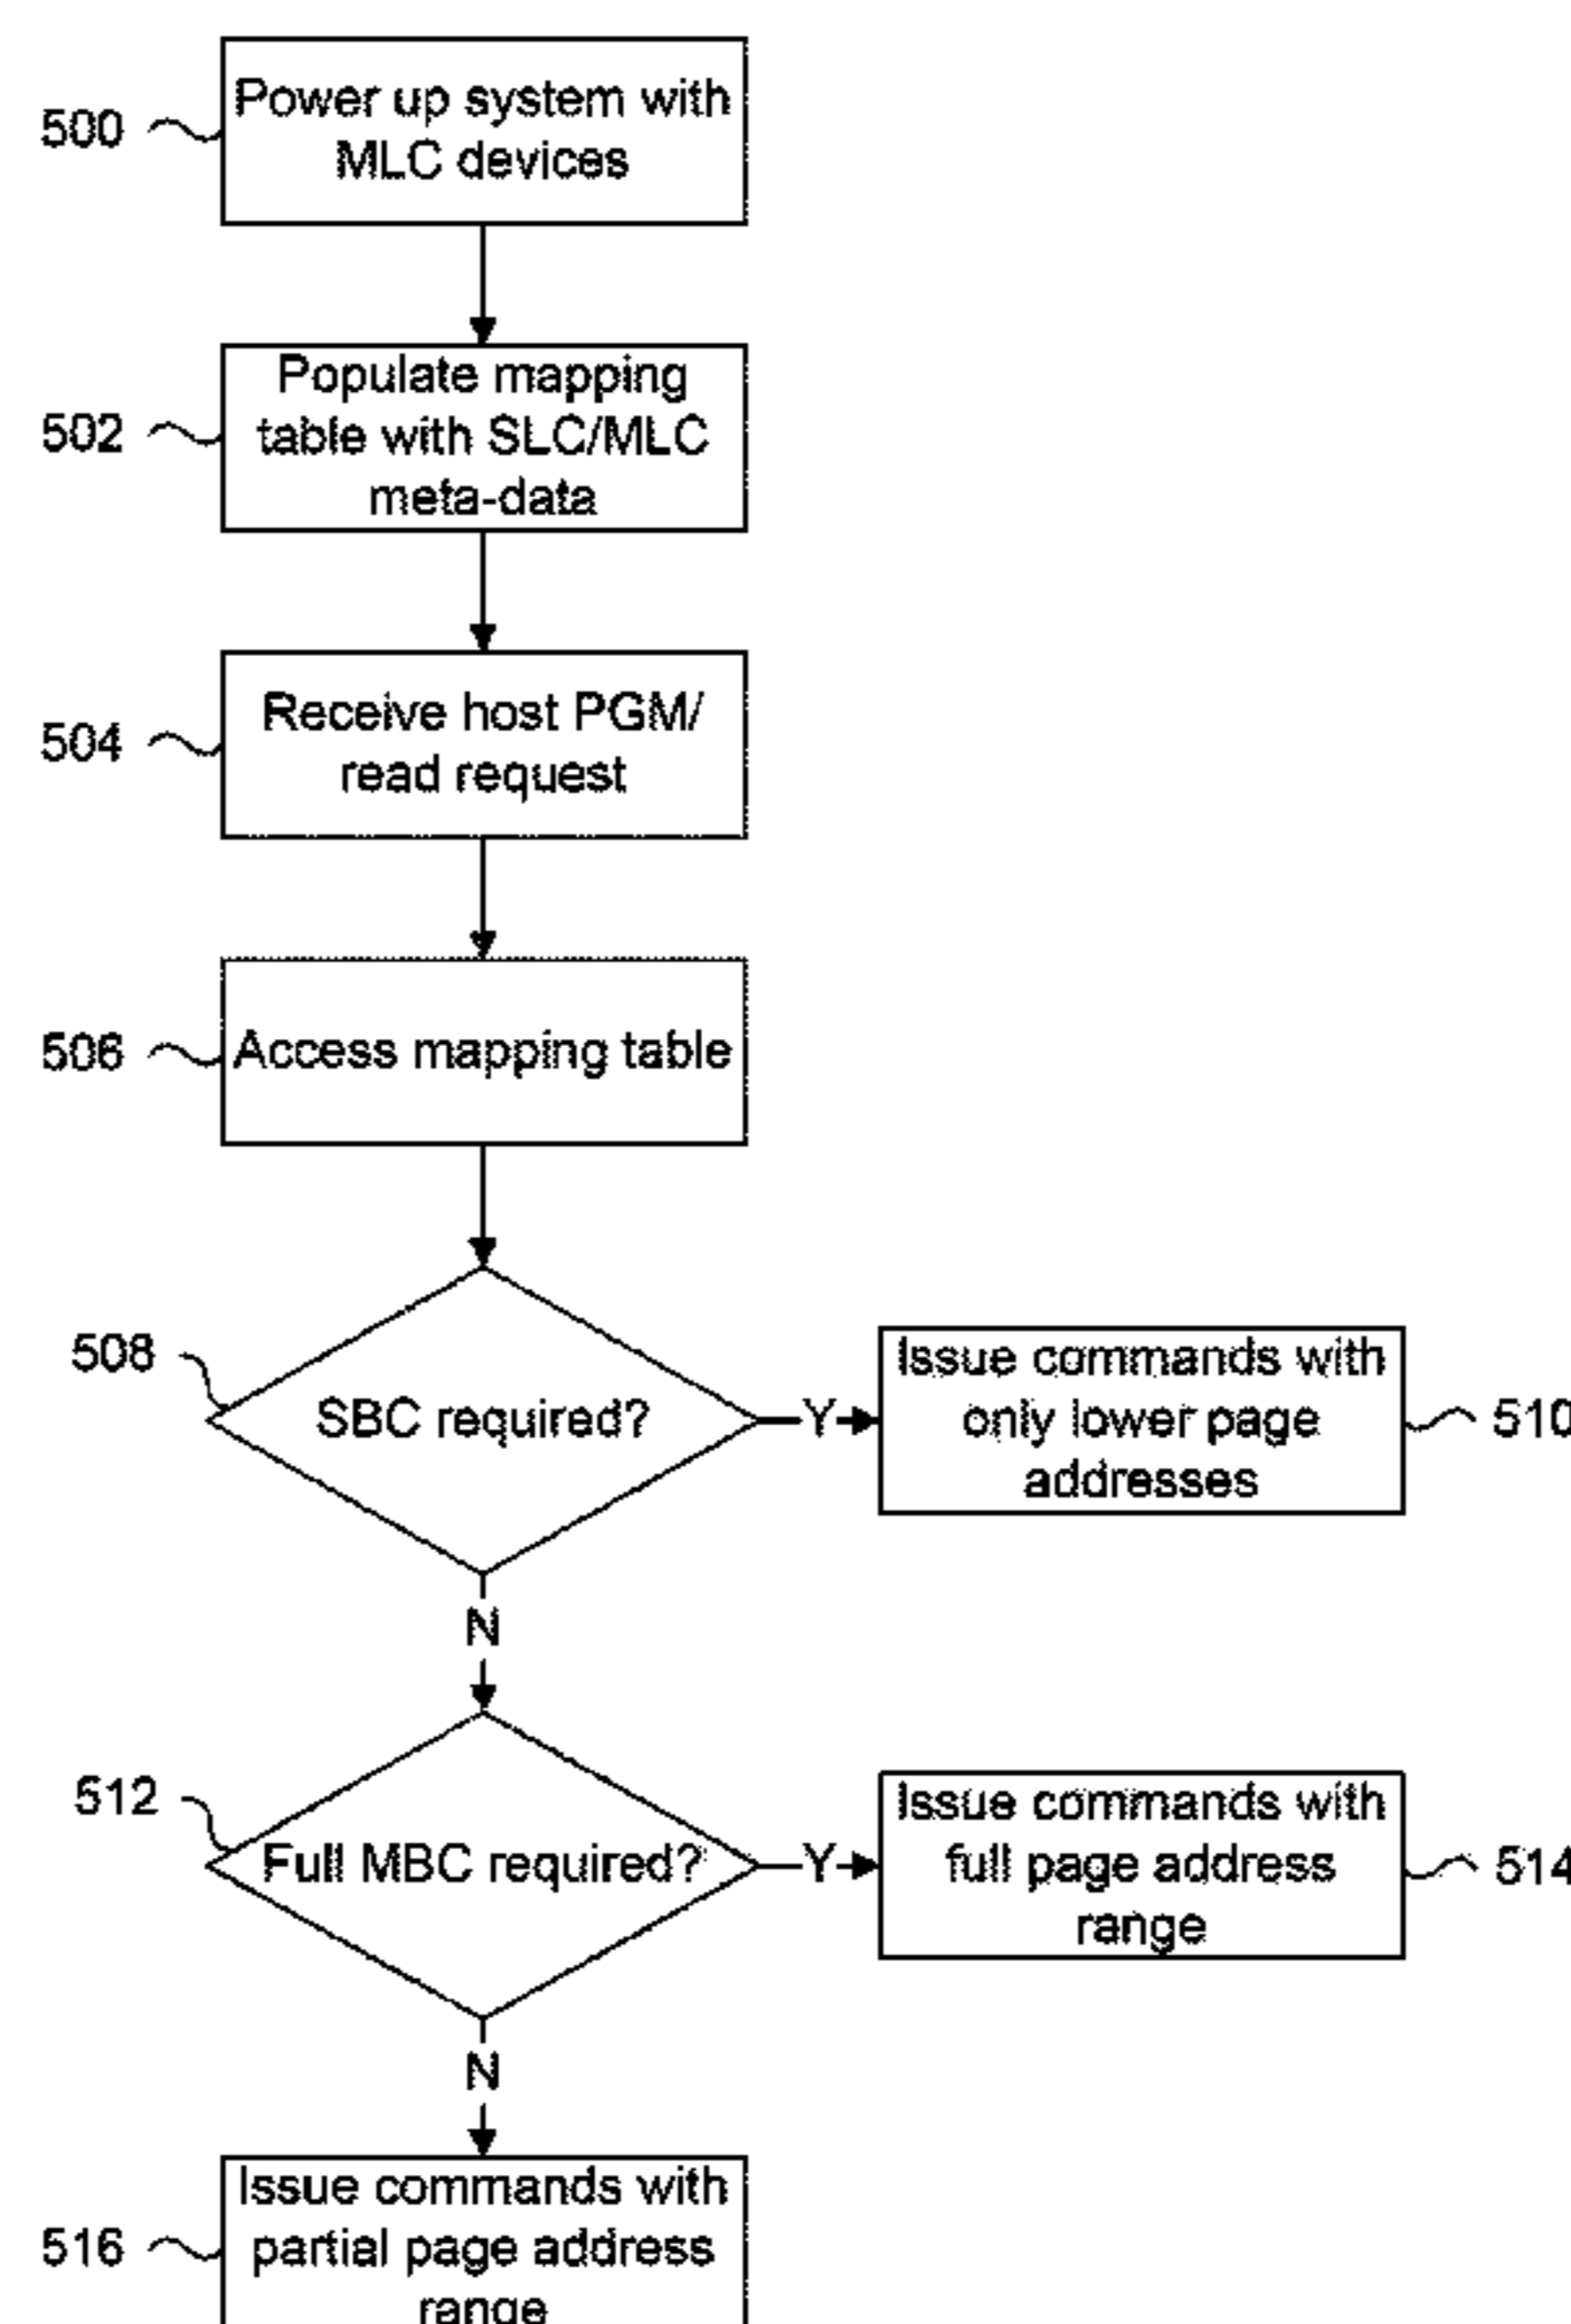 500
Power up system with
MLC devices
502
Populate mapping
table with SLC/MLC
meta-data
504
Receive host PGM/
read request
506
Access mapping table
508
SBC required?
Y
Issue commands with
only lower page
addresses
510
N
512
Full MBC required?
Y
Issue commands with
full page address
range
514
N
516
Issue commands with
partial page address
range